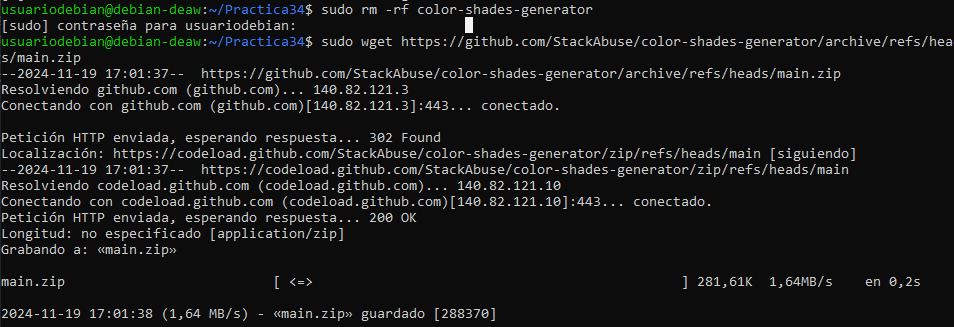 usuariodebian@debian-deaw:~/Practica34$ sudo rm -rf color-shades-generator
[sudo] contraseña para usuariodebian:
usuariodebian@debian-deaw:~/Practica34$ sudo wget https://github.com/StackAbuse/color-shades-generator/archive/refs/hea
s/main.zip
--2024-11-19 17:01:37--  https://github.com/StackAbuse/color-shades-generator/archive/refs/heads/main.zip
Resolviendo github.com (github.com)... 140.82.121.3
Conectando con github.com (github.com)[140.82.121.3]:443... conectado.
Petición HTTP enviada, esperando respuesta... 302 Found
Localización: https://codeload.github.com/StackAbuse/color-shades-generator/zip/refs/heads/main [siguiendo]
--2024-11-19 17:01:37--  https://codeload.github.com/StackAbuse/color-shades-generator/zip/refs/heads/main
Resolviendo codeload.github.com (codeload.github.com)... 140.82.121.10
Conectando con codeload.github.com (codeload.github.com)[140.82.121.10]:443... conectado.
Petición HTTP enviada, esperando respuesta... 200 OK
Longitud: no especificado [application/zip]
Grabando a: «main.zip»
main.zip [ <=> ] 281,61K 1,64MB/s en 0,2s
2024-11-19 17:01:38 (1,64 MB/s) - «main.zip» guardado [288370]